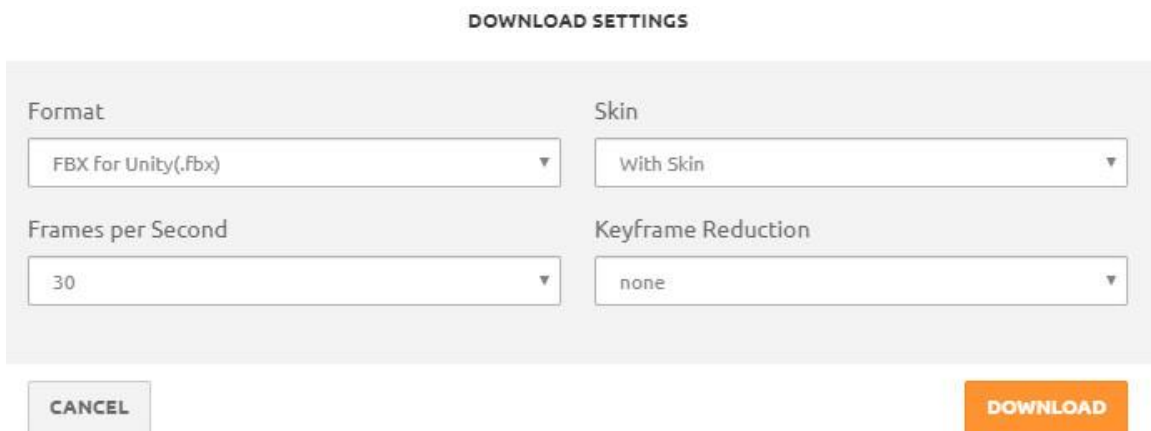 DOWNLOAD SETTINGS
Format
Skin
FBX for Unity(.fbx)
With Skin
Frames per Second
Keyframe Reduction
30
none
CANCEL
DOWNLOAD